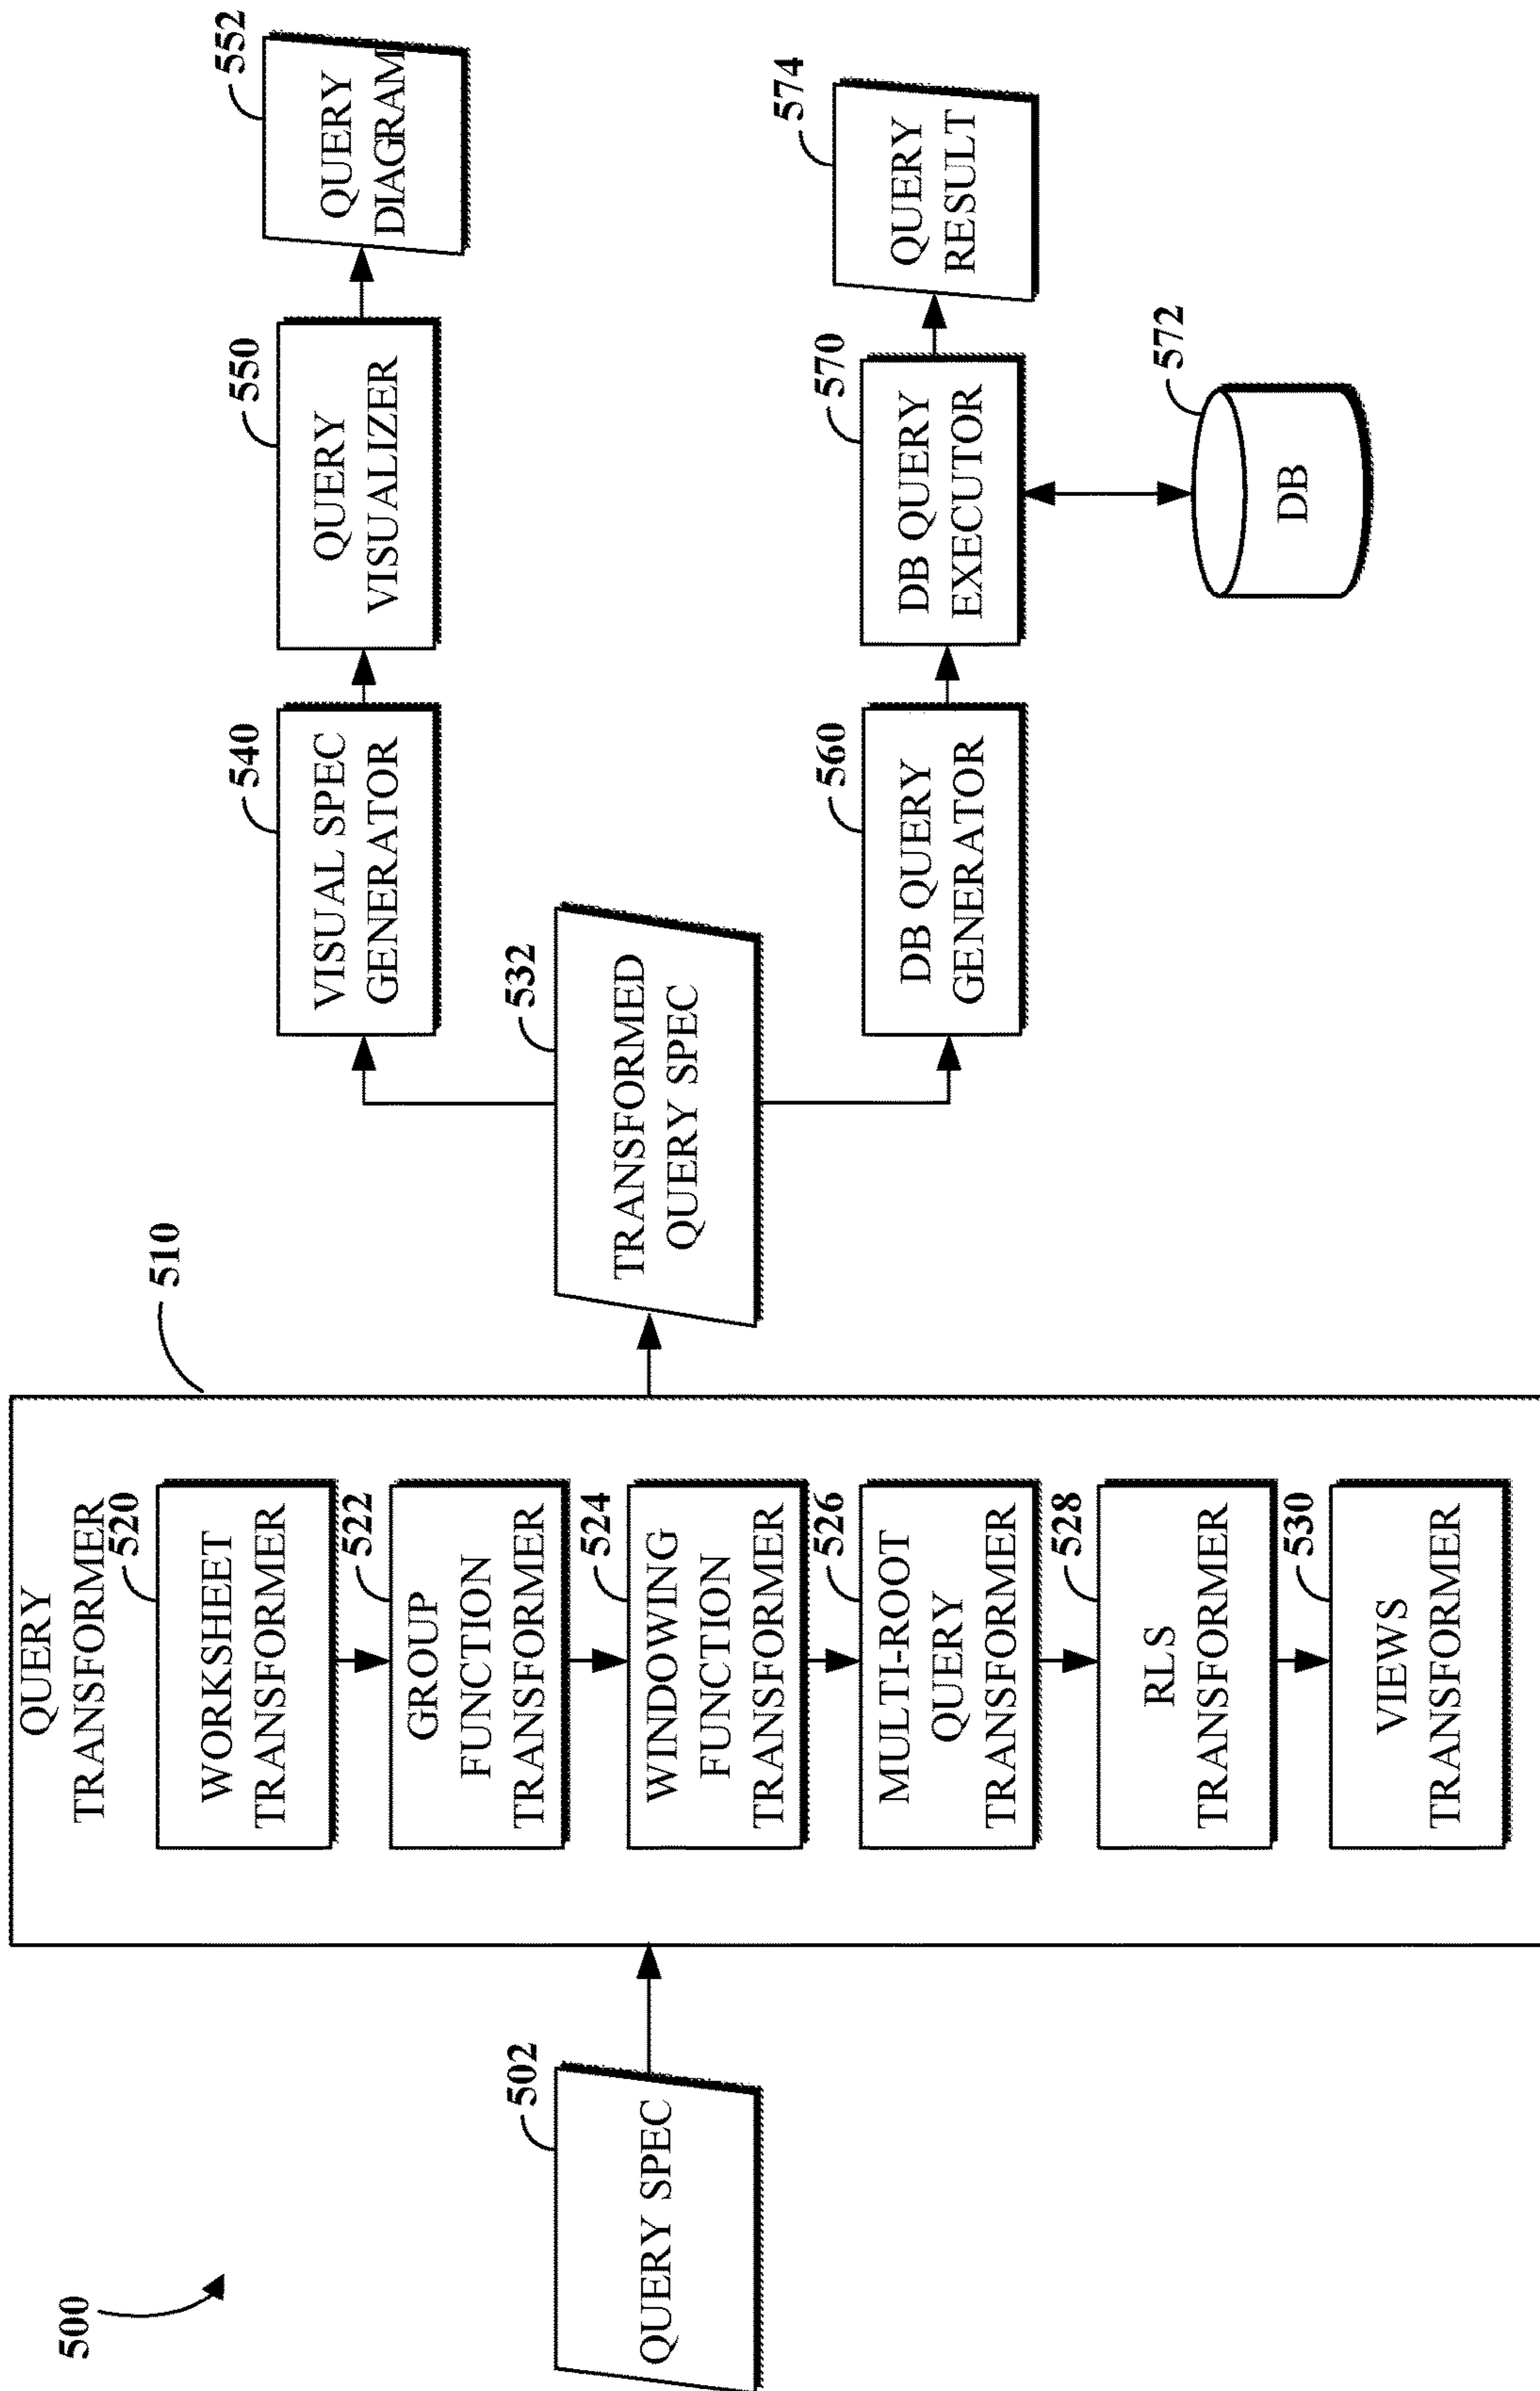 500
502
QUERY SPEC
510
QUERY
TRANSFORMER
520
WORKSHEET
TRANSFORMER
522
GROUP
FUNCTION
TRANSFORMER
524
WINDOWING
FUNCTION
TRANSFORMER
526
MULTI-ROOT
QUERY
TRANSFORMER
528
RLS
TRANSFORMER
530
VIEWS
TRANSFORMER
532
TRANSFORMED
QUERY SPEC
540
VISUAL SPEC
GENERATOR
550
QUERY
VISUALIZER
552
QUERY
DIAGRAM
560
DB QUERY
GENERATOR
570
DB QUERY
EXECUTOR
572
DB
574
QUERY
RESULT